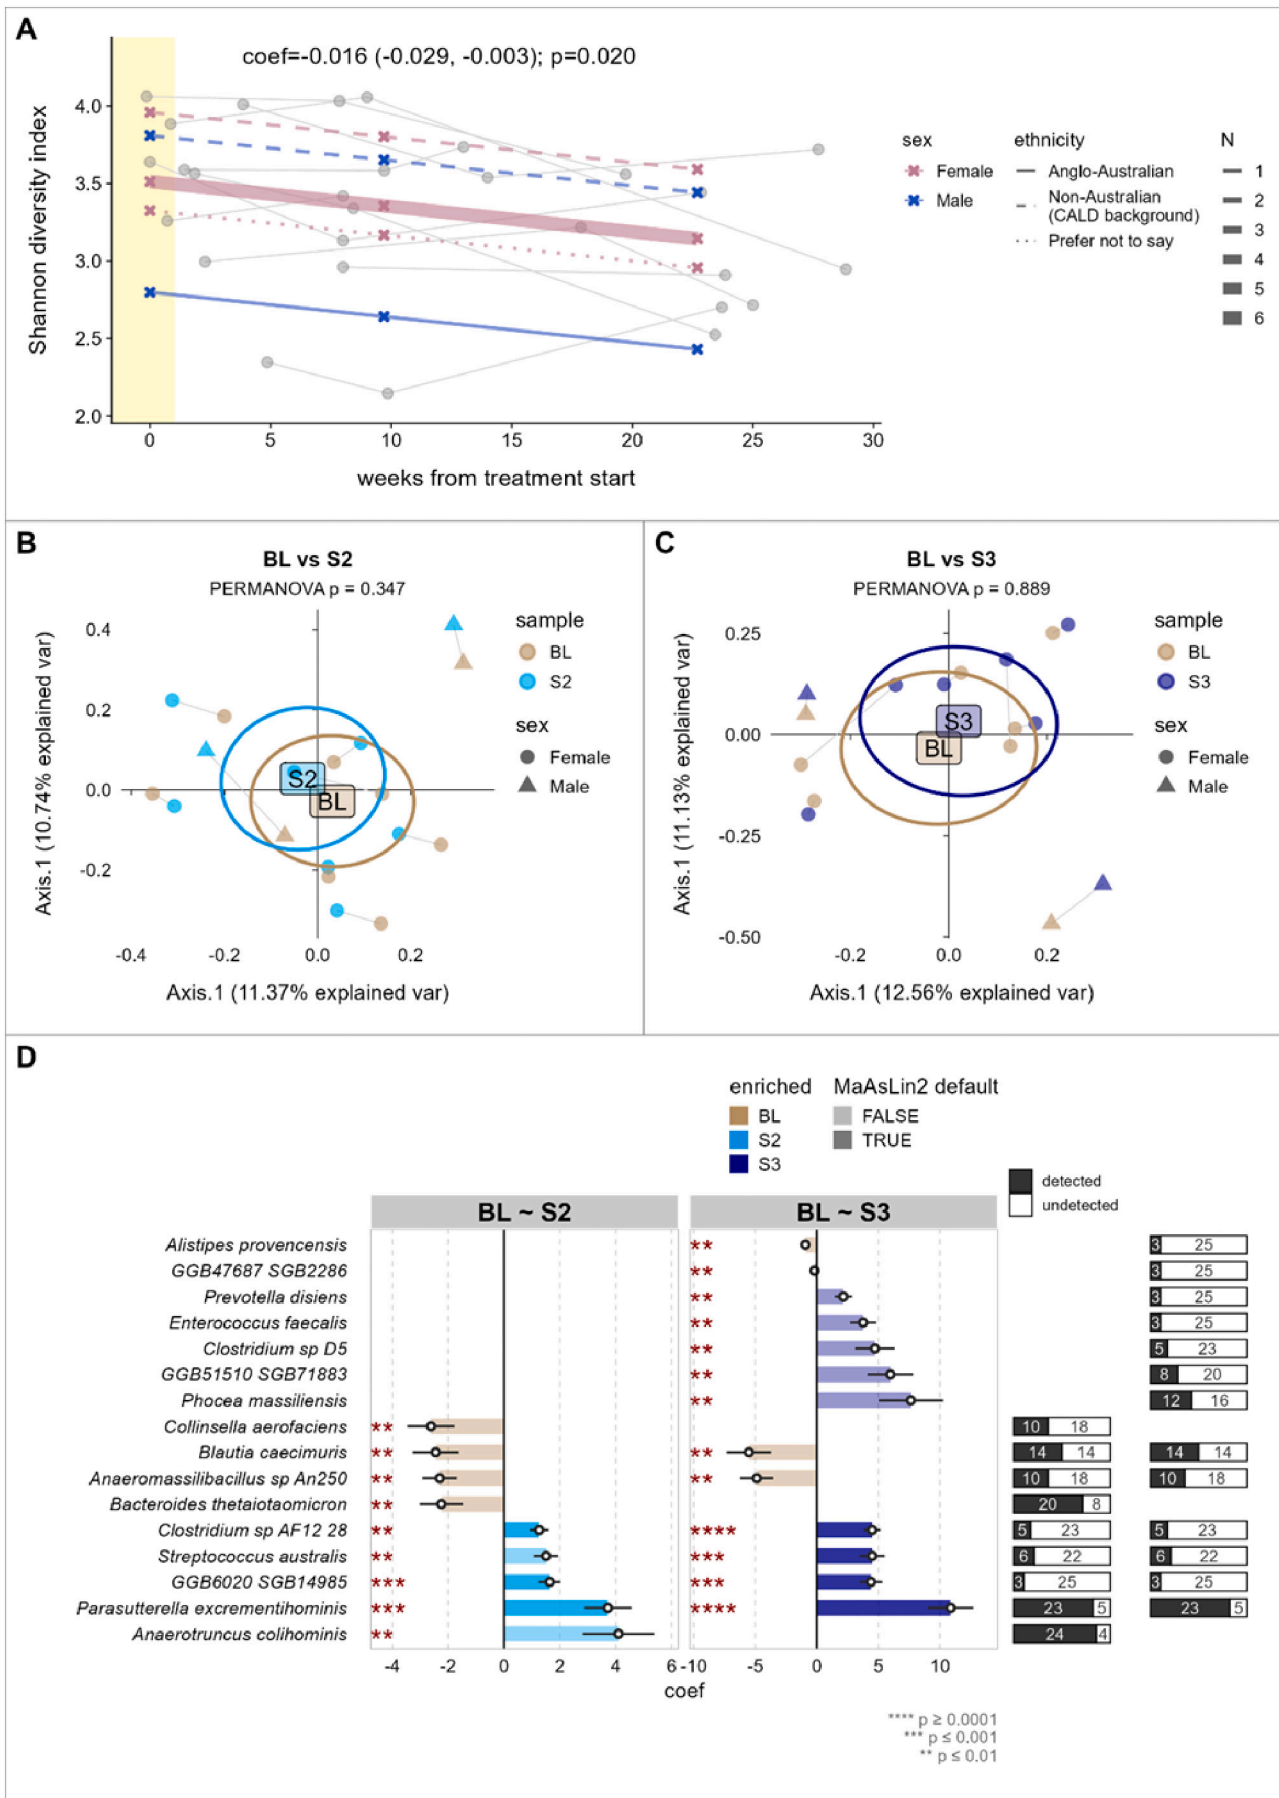 A
coef=-0.016 (-0.029, -0.003); p=0.020
Shannon diversity index
4.0
3.5
3.0
2.5
2.0
0 5 10 15 20 25 30
weeks from treatment start
sex
Female
Male
ethnicity
Anglo-Australian
Non-Australian
(CALD background)
Prefer not to say
N
1
2
3
4
5
6
B
BL vs S2
PERMANOVA p = 0.347
Axis.1 (10.74% explained var)
0.4
0.2
0.0
-0.2
S2
BL
-0.4 -0.2 0.0 0.2
Axis.1 (11.37% explained var)
sample
BL
S2
sex
Female
Male
C
BL vs S3
PERMANOVA p = 0.889
Axis.1 (11.13% explained var)
0.25
0.00
-0.25
-0.50
S3
BL
-0.2 0.0 0.2
Axis.1 (12.56% explained var)
sample
BL
S3
sex
Female
Male
D
enriched
BL
S2
S3
MaAsLin2 default
FALSE
TRUE
detected
undetected
BL ~ S2 BL ~ S3
Alistipes provencensis ** 3 25
GGB47687 SGB2286 ** 3 25
Prevotella disiens ** 3 25
Enterococcus faecalis ** 3 25
Clostridium sp D5 ** 5 23
GGB51510 SGB71883 ** 8 20
Phocea massiliensis ** 12 16
Collinsella aerofaciens ** 10 18
Blautia caecimuris ** ** 14 14 14 14
Anaeromassilibacillus sp An250 ** ** 10 18 10 18
Bacteroides thetaiotaomicron ** 20 8
Clostridium sp AF12 28 ** **** 5 23 5 23
Streptococcus australis ** *** 6 22 6 22
GGB6020 SGB14985 *** *** 3 25 3 25
Parasutterella excrementihominis *** **** 23 5 23 5
Anaerotruncus colihominis ** 24 4
-4 -2 0 2 4 6 -10 -5 0 5 10
coef
**** p ≥ 0.0001
*** p ≤ 0.001
** p ≤ 0.01